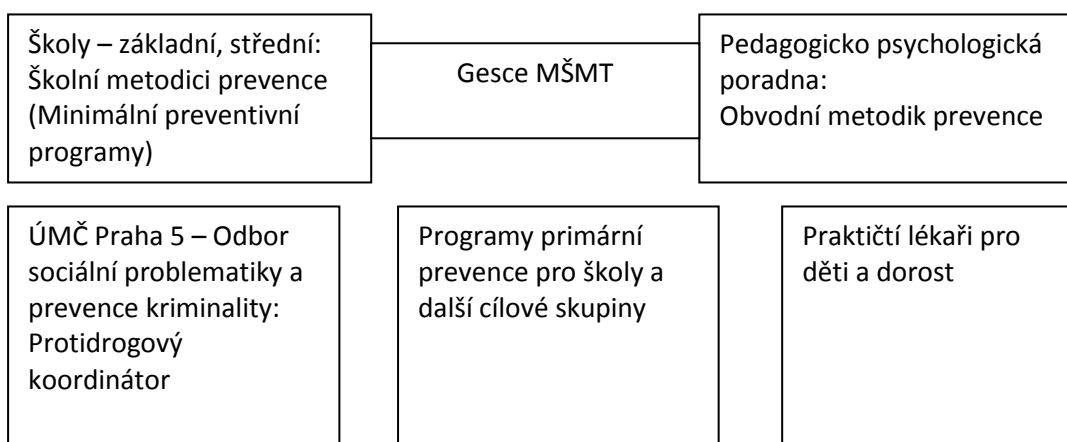 Školy – základní, střední:
Školní metodici prevence
(Minimální preventivní
programy)
Gesce MŠMT
Pedagogicko psychologická
poradna:
Obvodní metodik prevence
ÚMČ Praha 5 – Odbor
sociální problematiky a
prevence kriminality:
Protidrogový
koordinátor
Programy primární
prevence pro školy a
další cílové skupiny
Praktičtí lékaři pro
děti a dorost